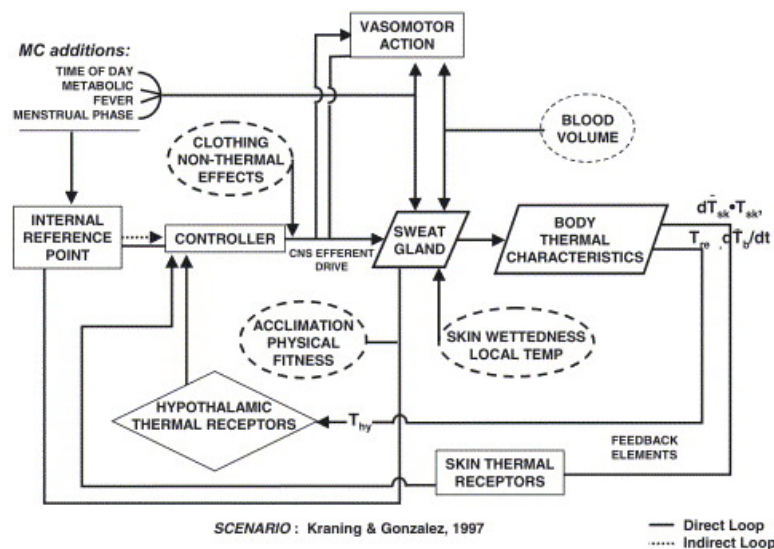 MC additions:
TIME OF DAY
METABOLIC
FEVER
MENSTRUAL PHASE
VASOMOTOR
ACTION
BLOOD
VOLUME
CLOTHING
NON-THERMAL
EFFECTS
INTERNAL
REFERENCE
POINT
CONTROLLER
CNS EFFERENT
DRIVE
SWEAT
GLAND
BODY
THERMAL
CHARACTERISTICS
dT̄sk•Tsk,
Tre ,dT̄b/dt
ACCLIMATION
PHYSICAL
FITNESS
SKIN WETTEDNESS
LOCAL TEMP
HYPOTHALAMIC
THERMAL RECEPTORS
Thy
FEEDBACK
ELEMENTS
SKIN THERMAL
RECEPTORS
SCENARIO : Kraning & Gonzalez, 1997
Direct Loop
Indirect Loop